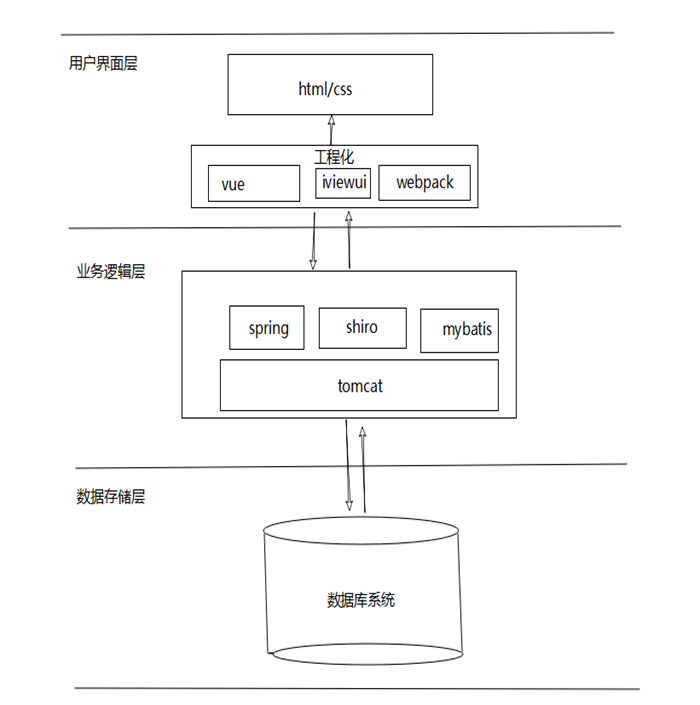 用户界面层
html/css
工程化
vue
iviewui
webpack
业务逻辑层
spring
shiro
mybatis
tomcat
数据存储层
数据库系统